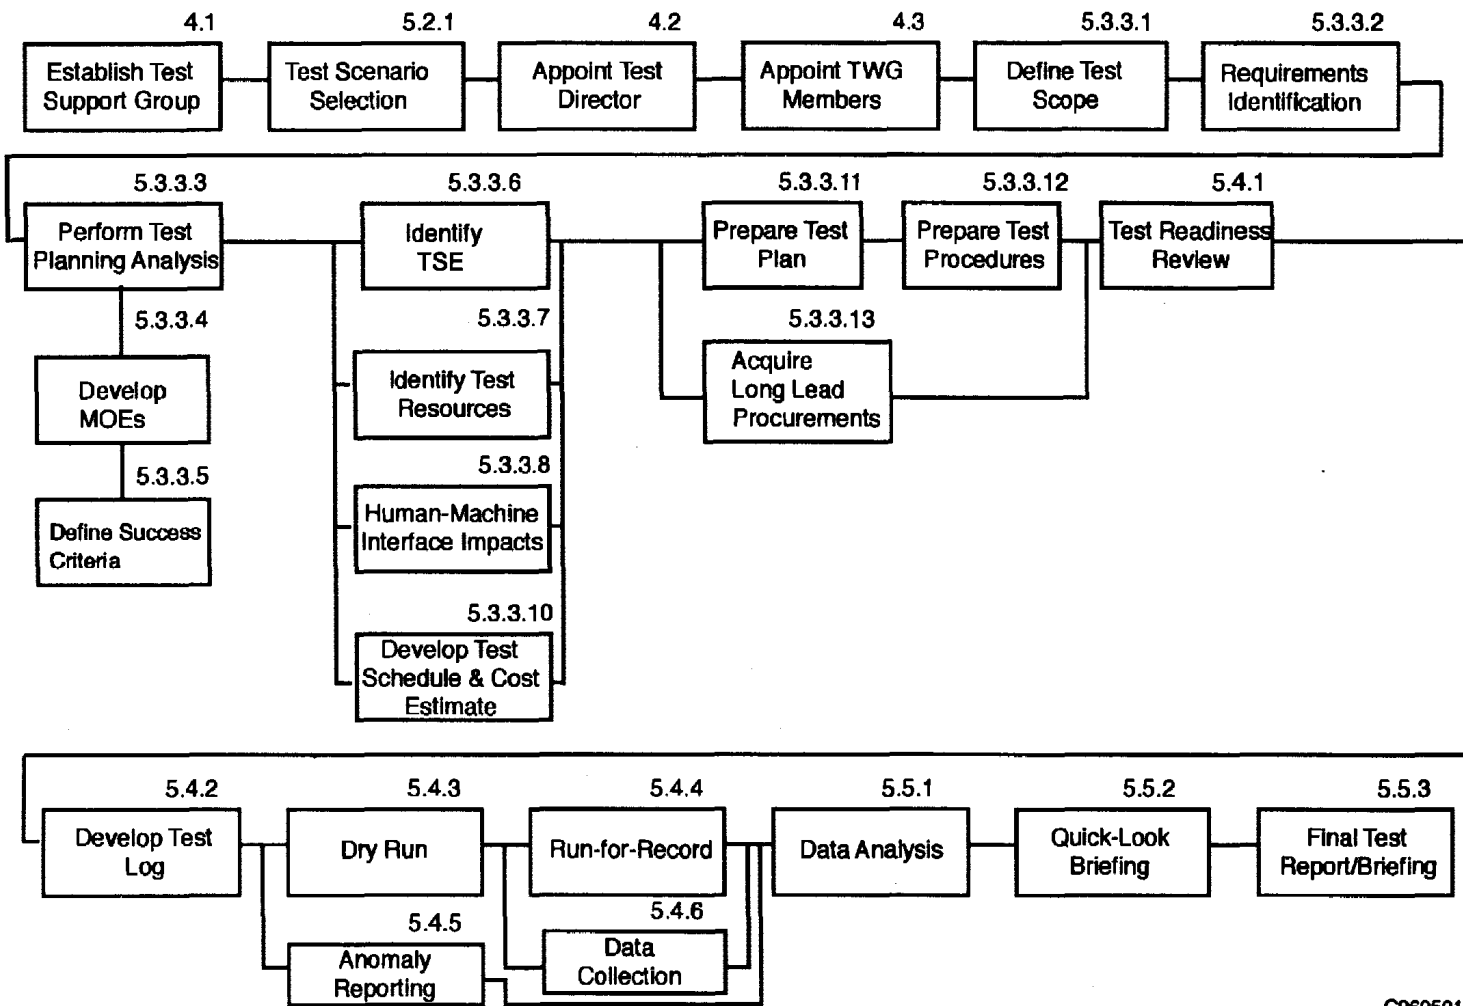 4.1
Establish Test
Support Group
5.2.1
Test Scenario
Selection
4.2
Appoint Test
Director
4.3
Appoint TWG
Members
5.3.3.1
Define Test
Scope
5.3.3.2
Requirements
Identification
5.3.3.3
Perform Test
Planning Analysis
5.3.3.4
Develop
MOEs
5.3.3.5
Define Success
Criteria
5.3.3.6
Identify
TSE
5.3.3.7
Identify Test
Resources
5.3.3.8
Human-Machine
Interface Impacts
5.3.3.10
Develop Test
Schedule & Cost
Estimate
5.3.3.11
Prepare Test
Plan
5.3.3.12
Prepare Test
Procedures
5.3.3.13
Acquire
Long Lead
Procurements
5.4.1
Test Readiness
Review
5.4.2
Develop Test
Log
5.4.3
Dry Run
5.4.4
Run-for-Record
5.4.5
Anomaly
Reporting
5.4.6
Data
Collection
5.5.1
Data Analysis
5.5.2
Quick-Look
Briefing
5.5.3
Final Test
Report/Briefing